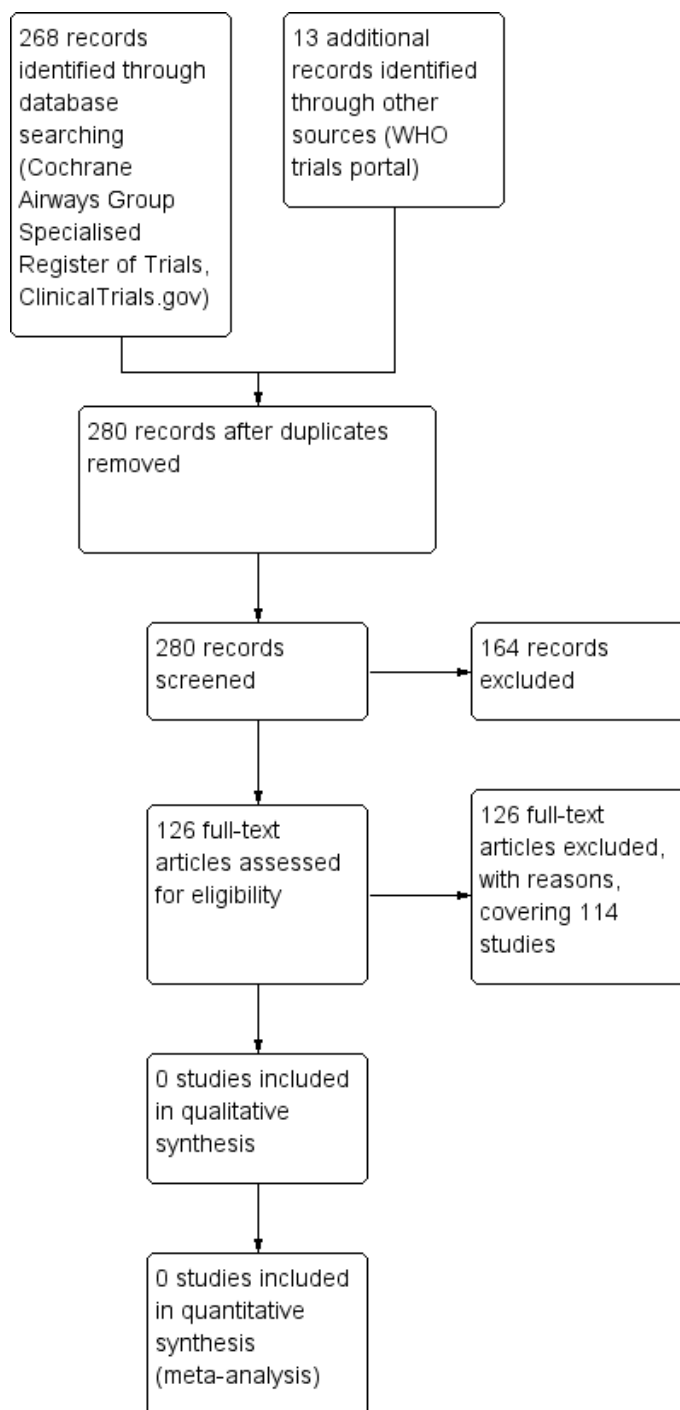 268 records
identified through
database
searching
(Cochrane
Airways Group
Specialised
Register of Trials,
ClinicalTrials.gov)
13 additional
records identified
through other
sources (WHO
trials portal)
280 records after duplicates
removed
280 records
screened
164 records
excluded
126 full-text
articles assessed
for eligibility
126 full-text
articles excluded,
with reasons,
covering 114
studies
0 studies included
in qualitative
synthesis
0 studies included
in quantitative
synthesis
(meta-analysis)